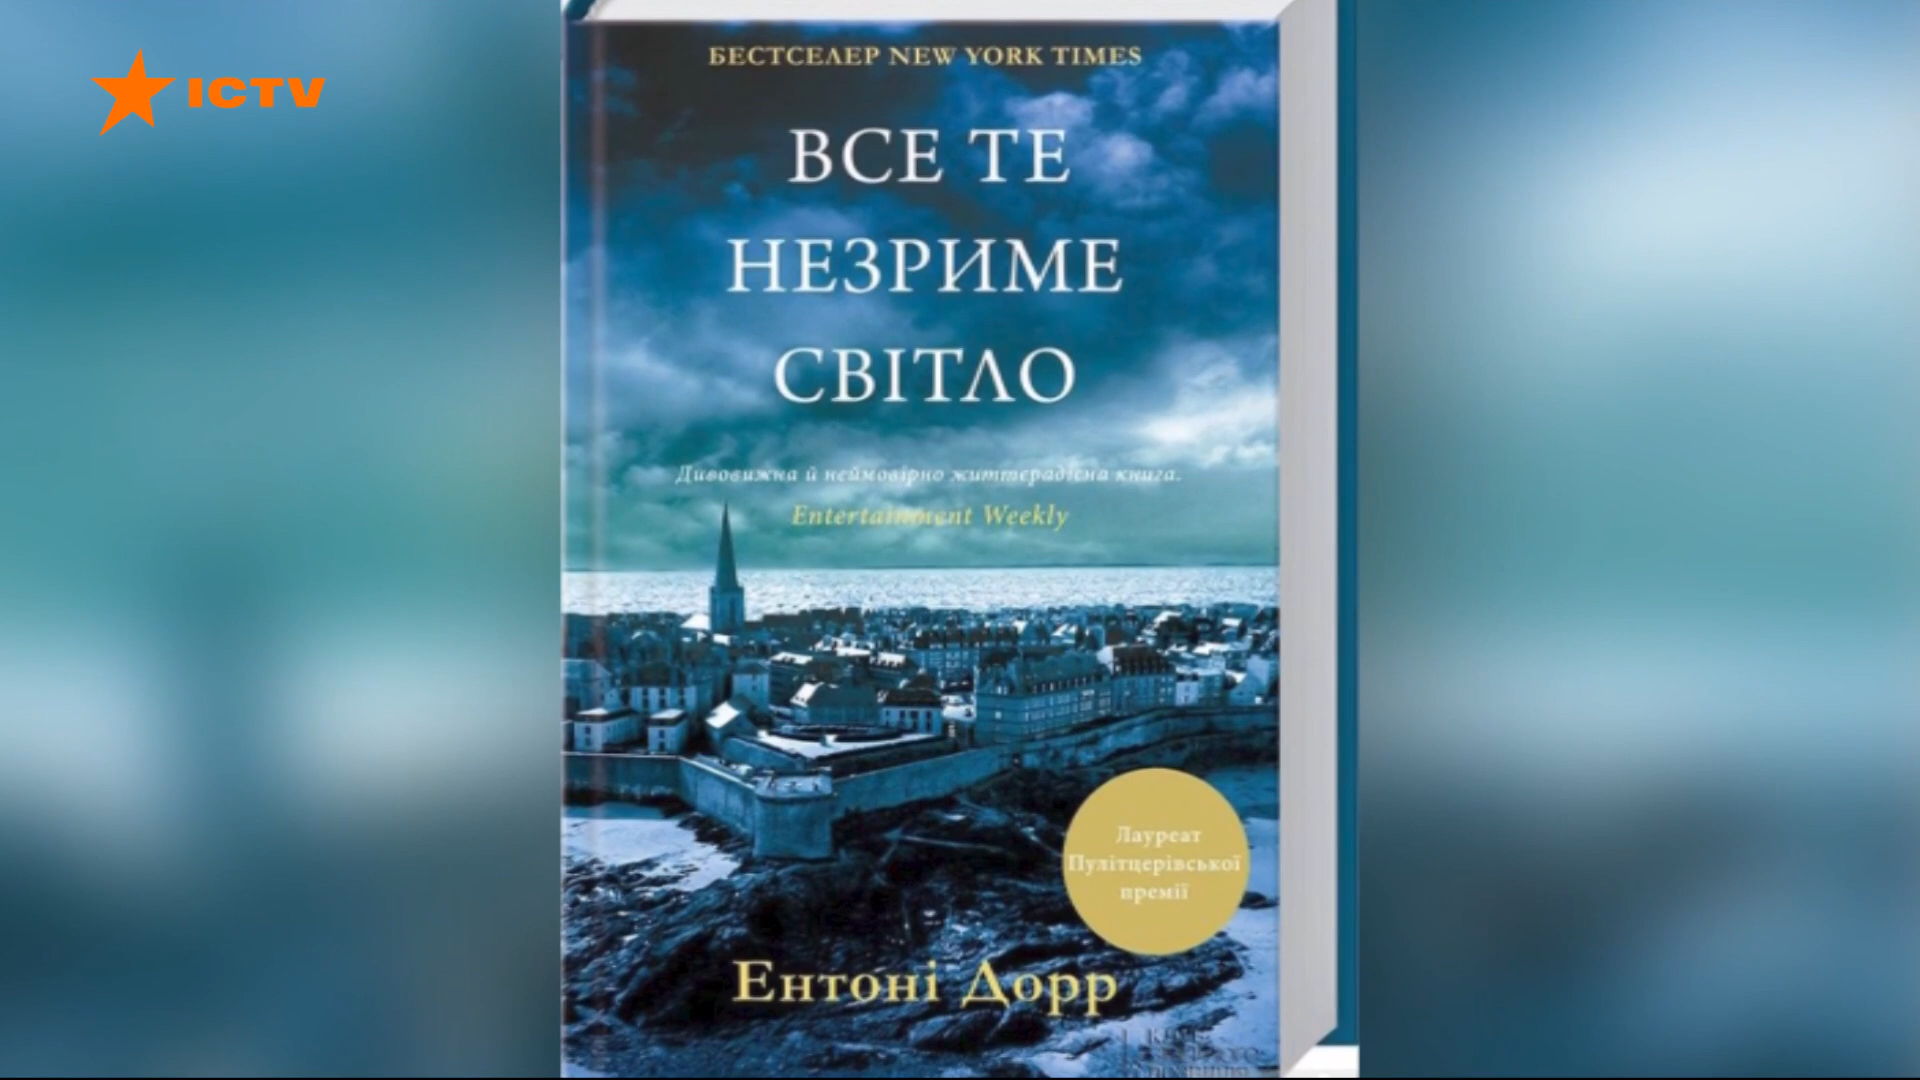 ICTV
БЕСТСЕЛЕР NEW YORK TIMES
ВСЕ ТЕ
НЕЗРИМЕ
СВІТЛО
Дивовижна й неймовірно життєрадісна книга.
Entertainment Weekly
Лауреат
Пулітцерівської
премії
Ентоні Дорр